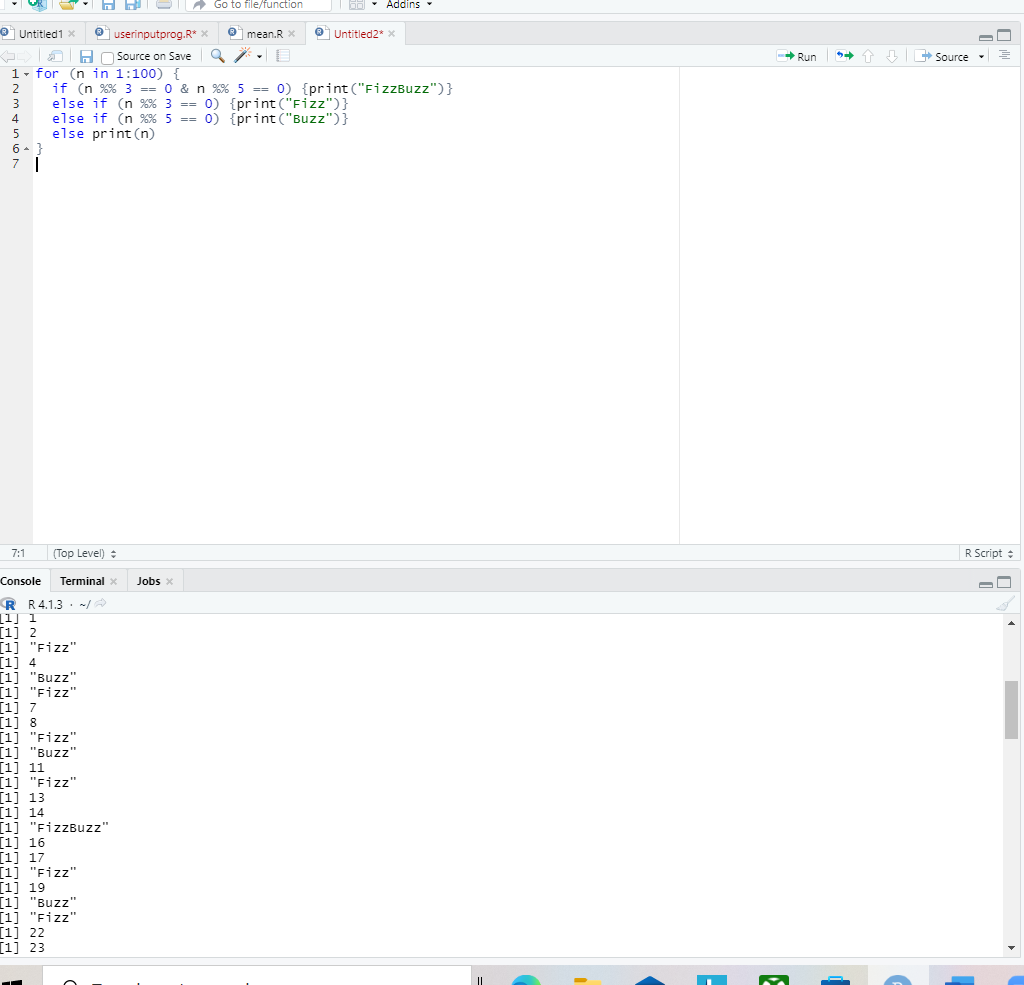 Go to file/function Addins
Untitled1 userinputprog.R* mean.R Untitled2*
Source on Save Run Source
1 for (n in 1:100) {
2 if (n %% 3 == 0 & n %% 5 == 0) {print("FizzBuzz")}
3 else if (n %% 3 == 0) {print("Fizz")}
4 else if (n %% 5 == 0) {print("Buzz")}
5 else print(n)
6 }
7
7:1 (Top Level) R Script
Console Terminal Jobs
R R 4.1.3 · ~/
[1] 1
[1] 2
[1] "Fizz"
[1] 4
[1] "Buzz"
[1] "Fizz"
[1] 7
[1] 8
[1] "Fizz"
[1] "Buzz"
[1] 11
[1] "Fizz"
[1] 13
[1] 14
[1] "FizzBuzz"
[1] 16
[1] 17
[1] "Fizz"
[1] 19
[1] "Buzz"
[1] "Fizz"
[1] 22
[1] 23